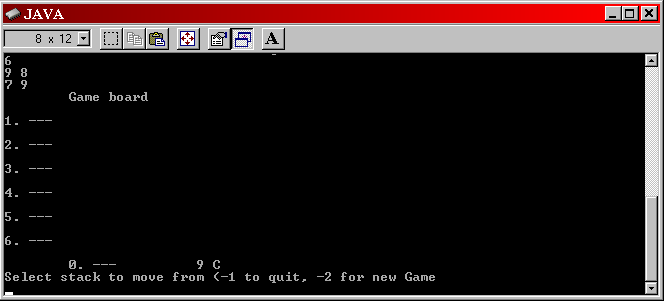 JAVA
8 x 12 A
6
9 8
7 9
Game board
1. ---
2. ---
3. ---
4. ---
5. ---
6. ---
0. --- 9 C
Select stack to move from (-1 to quit, -2 for new Game